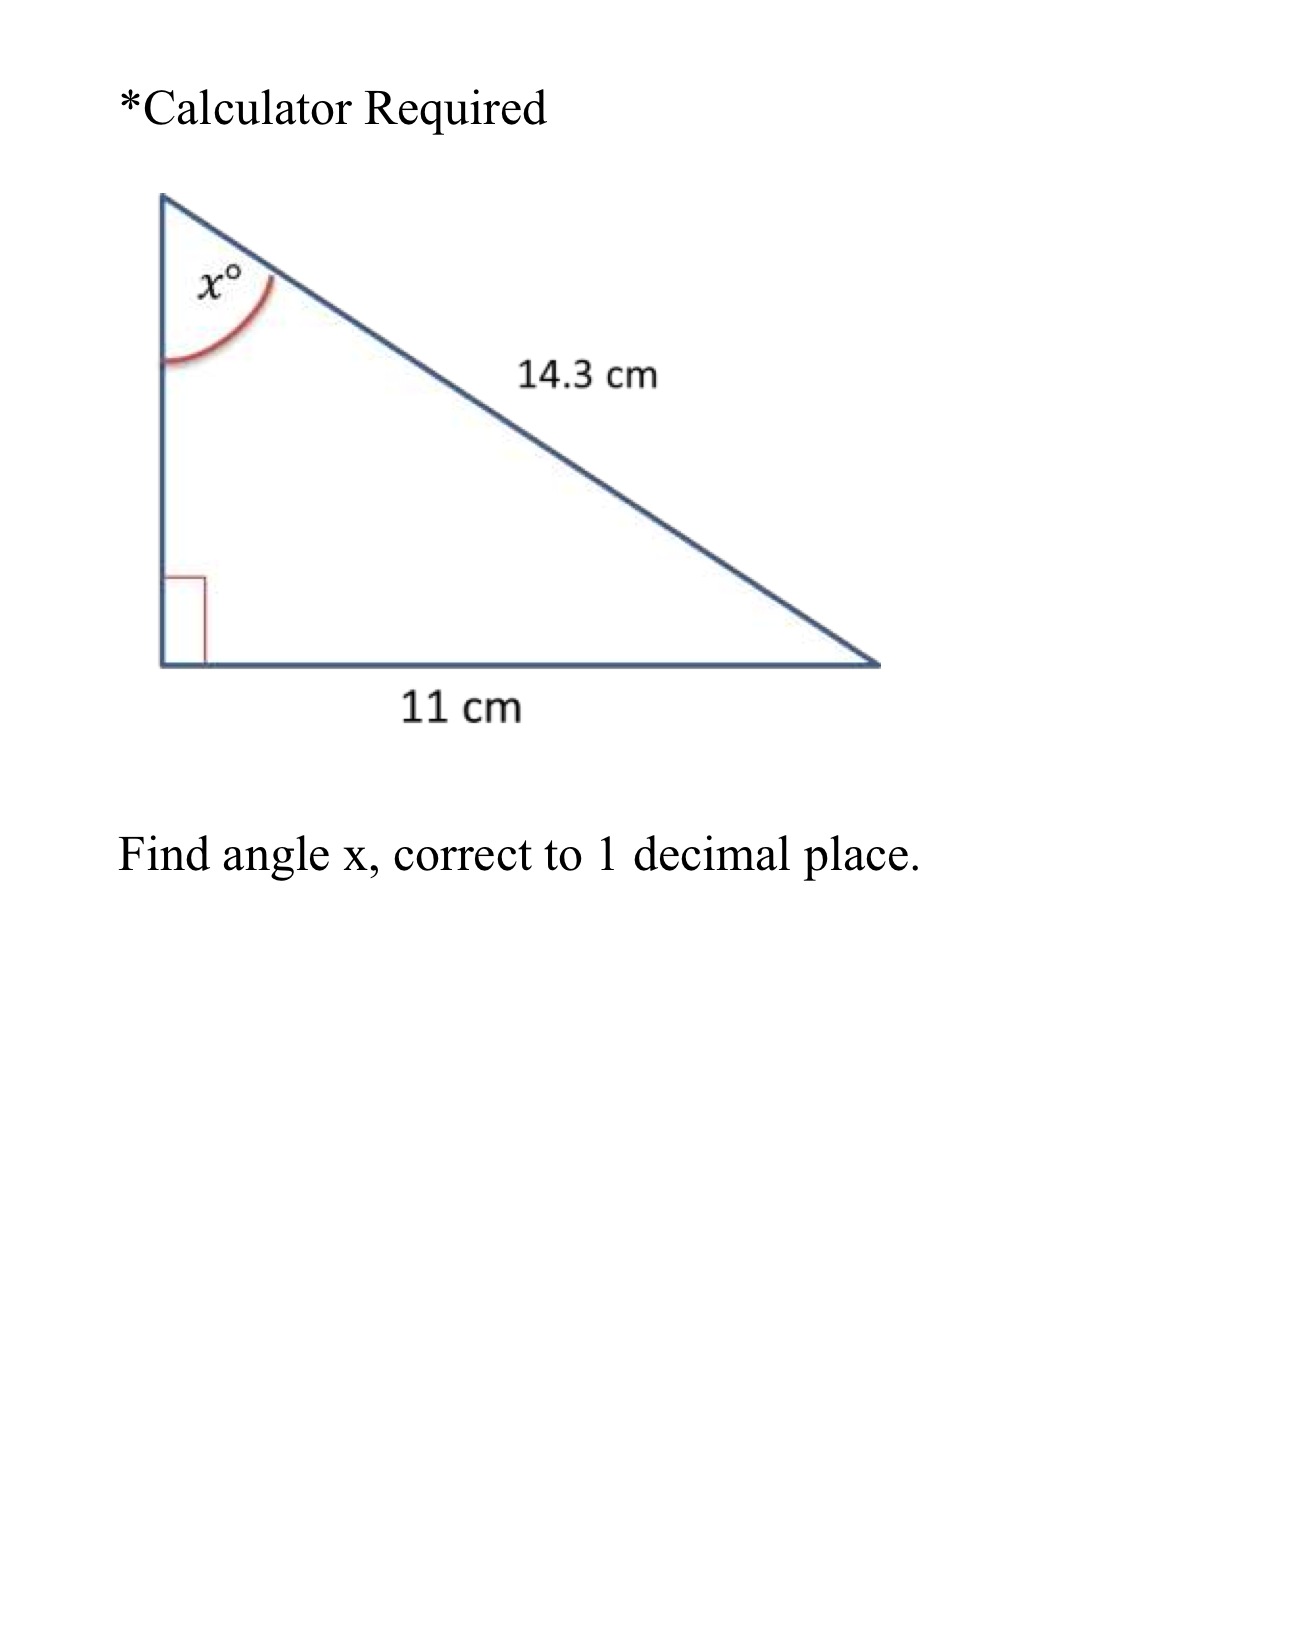 *Calculator Required
x°
14.3 cm
11 cm
Find angle x, correct to 1 decimal place.